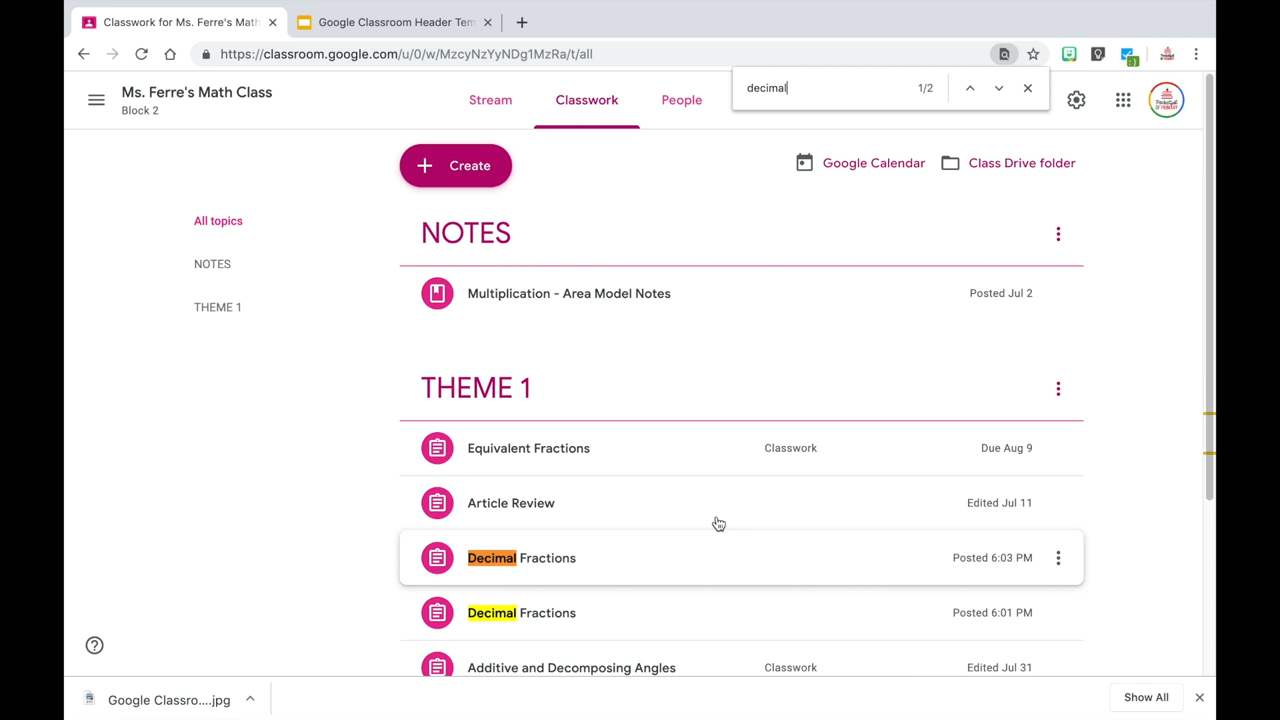 Classwork for Ms. Ferre's Math
Google Classroom Header Tem
https://classroom.google.com/u/0/w/MzcyNzYyNDg1MzRa/t/all
decimal 1/2
Ms. Ferre's Math Class
Block 2
Stream Classwork People
Create
Google Calendar Class Drive folder
All topics
NOTES
THEME 1
NOTES
Multiplication - Area Model Notes Posted Jul 2
THEME 1
Equivalent Fractions Classwork Due Aug 9
Article Review Edited Jul 11
Decimal Fractions Posted 6:03 PM
Decimal Fractions Posted 6:01 PM
Additive and Decomposing Angles Classwork Edited Jul 31
Google Classro....jpg Show All